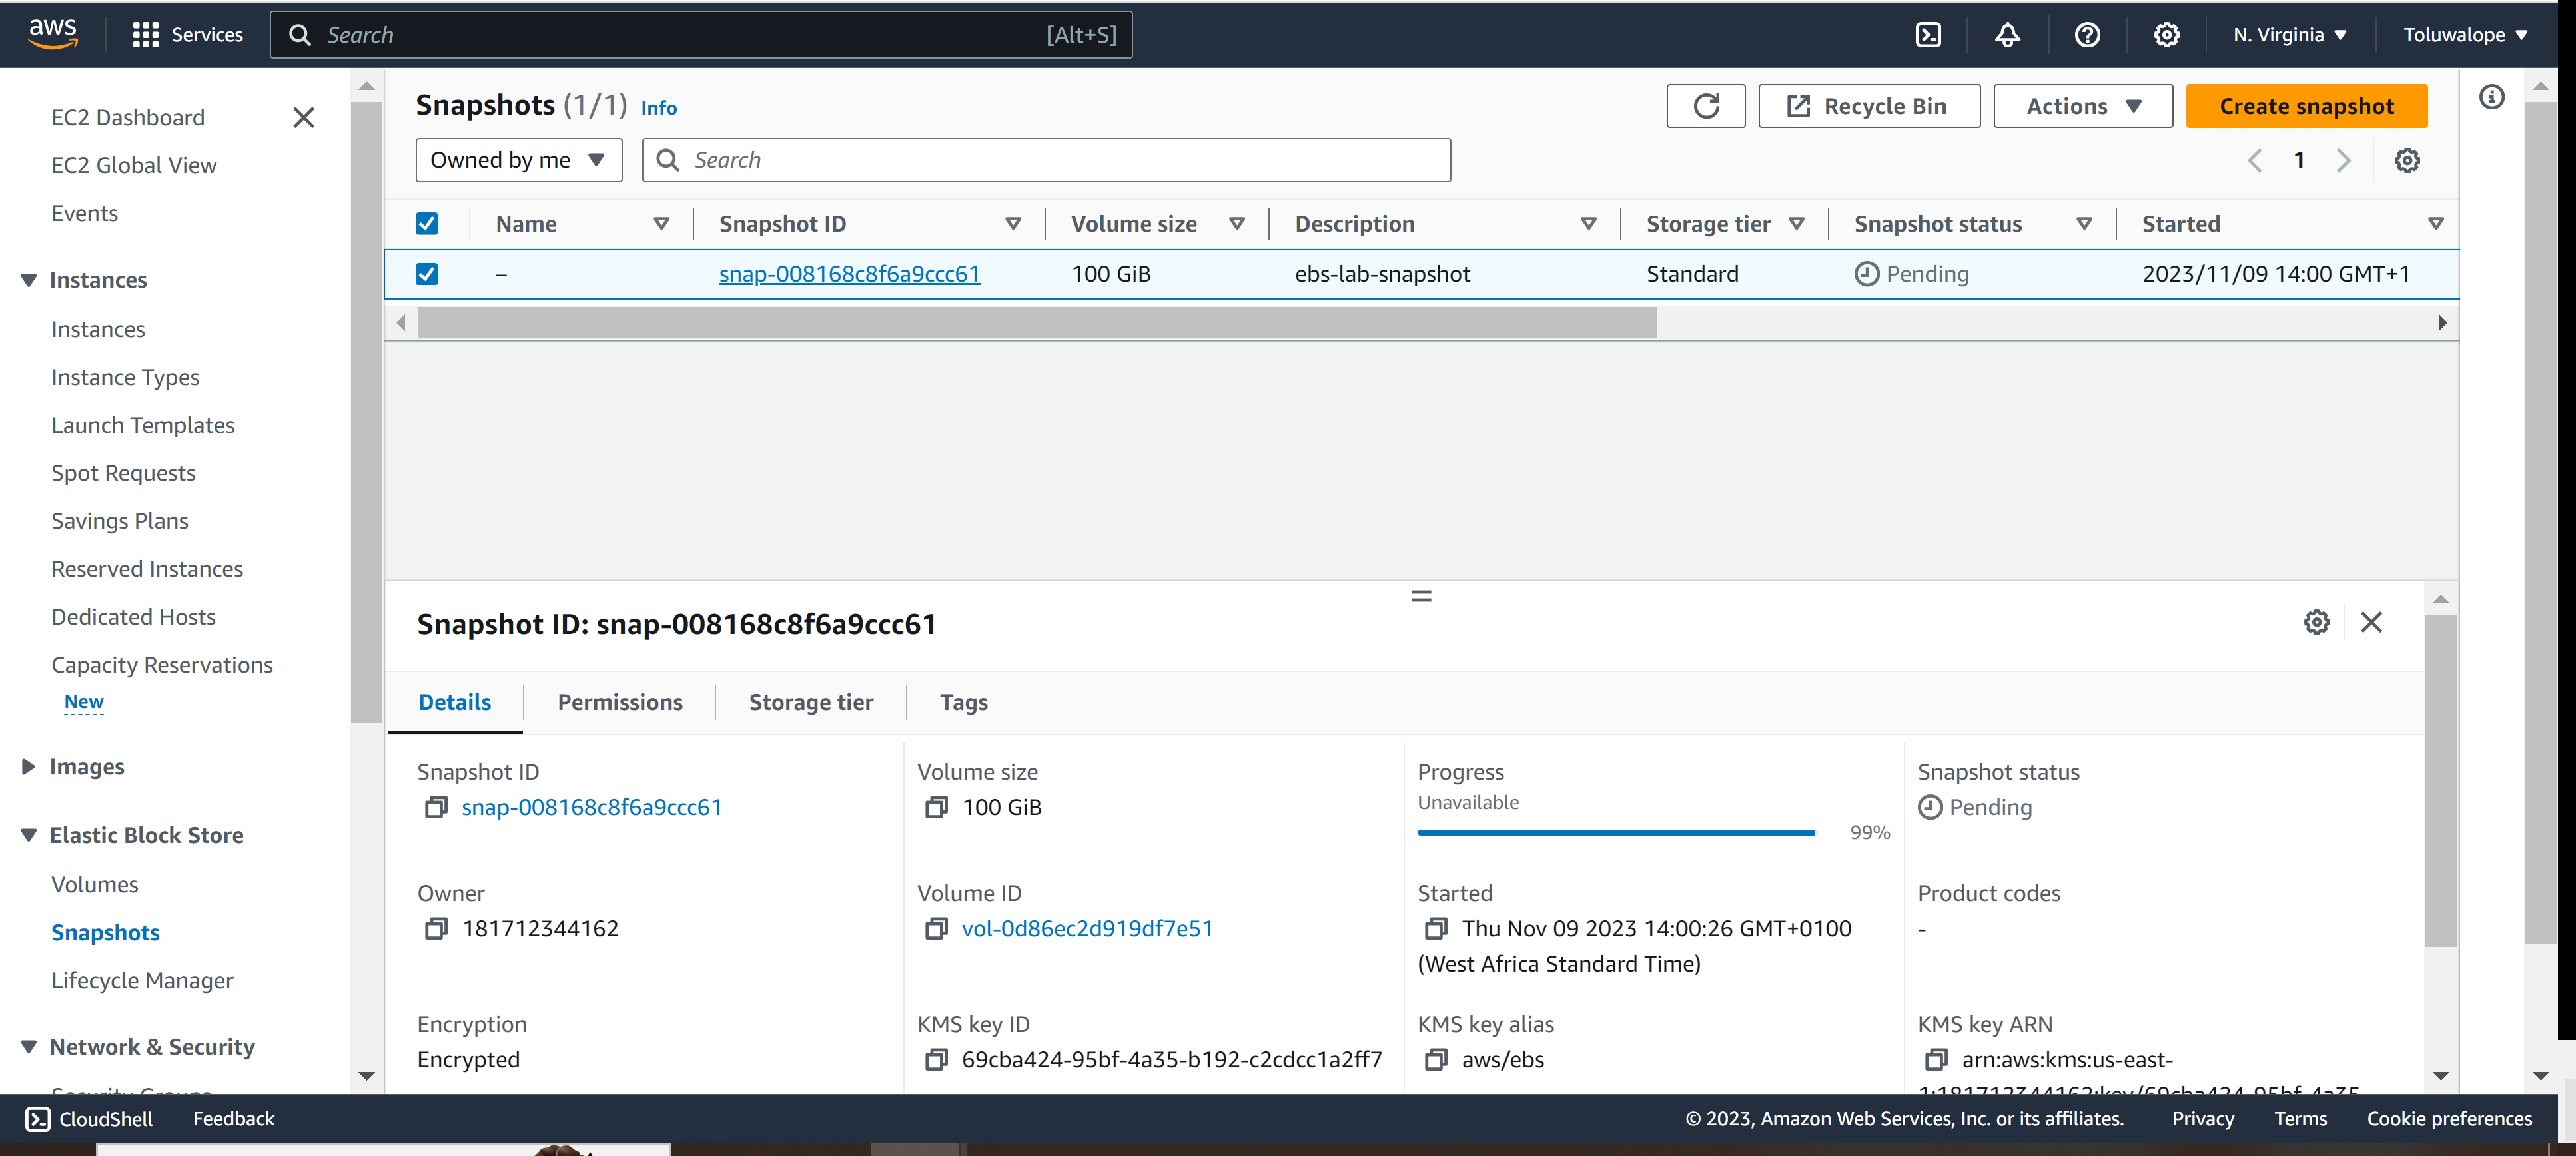 aws
Services
Search
[Alt+S]
N. Virginia
Toluwalope
EC2 Dashboard
EC2 Global View
Events
Instances
Instances
Instance Types
Launch Templates
Spot Requests
Savings Plans
Reserved Instances
Dedicated Hosts
Capacity Reservations
New
Images
Elastic Block Store
Volumes
Snapshots
Lifecycle Manager
Network & Security
Snapshots (1/1) Info
Recycle Bin
Actions
Create snapshot
Owned by me
Search
1
Name
Snapshot ID
Volume size
Description
Storage tier
Snapshot status
Started
–
snap-008168c8f6a9ccc61
100 GiB
ebs-lab-snapshot
Standard
Pending
2023/11/09 14:00 GMT+1
Snapshot ID: snap-008168c8f6a9ccc61
Details
Permissions
Storage tier
Tags
Snapshot ID
snap-008168c8f6a9ccc61
Volume size
100 GiB
Progress
Unavailable
99%
Snapshot status
Pending
Owner
181712344162
Volume ID
vol-0d86ec2d919df7e51
Started
Thu Nov 09 2023 14:00:26 GMT+0100
(West Africa Standard Time)
Product codes
-
Encryption
Encrypted
KMS key ID
69cba424-95bf-4a35-b192-c2cdcc1a2ff7
KMS key alias
aws/ebs
KMS key ARN
arn:aws:kms:us-east-
1:181712344162:key/69cba424-95bf-4a35-
CloudShell
Feedback
© 2023, Amazon Web Services, Inc. or its affiliates.
Privacy
Terms
Cookie preferences